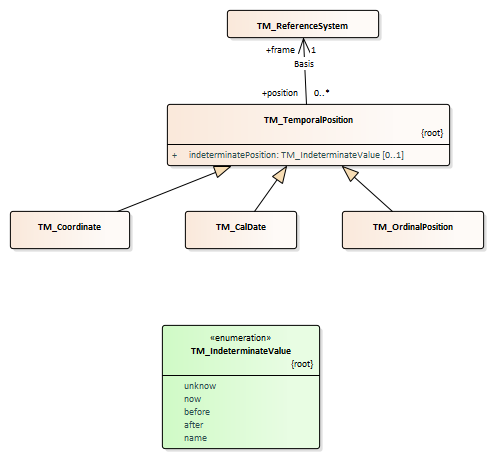 TM_ReferenceSystem
+frame 1
Basis
+position 0..*
TM_TemporalPosition
{root}
+ indeterminatePosition: TM_IndeterminateValue [0..1]
TM_Coordinate
TM_CalDate
TM_OrdinalPosition
«enumeration»
TM_IndeterminateValue
{root}
unknow
now
before
after
name